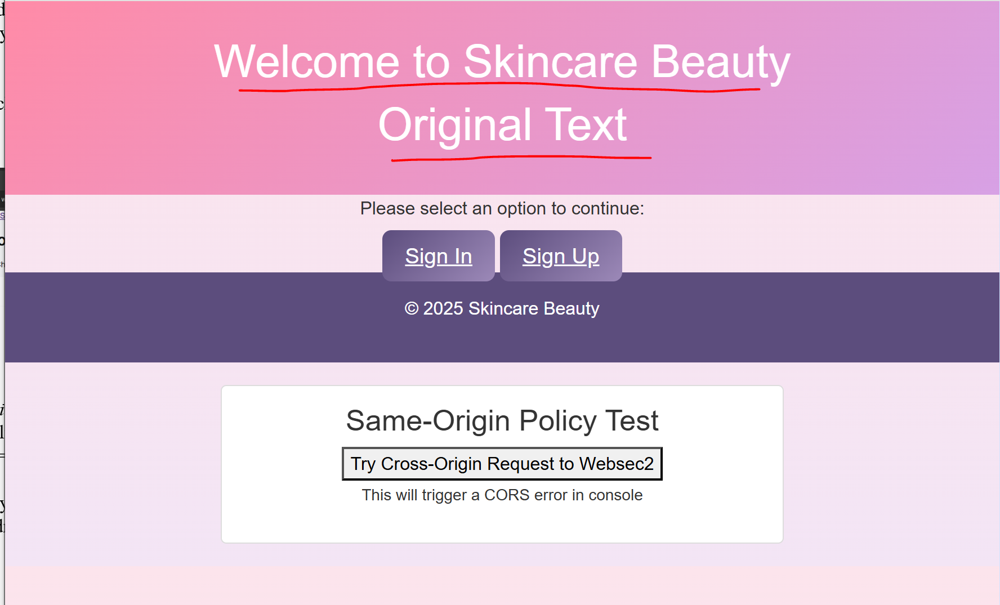 Welcome to Skincare Beauty
Original Text
Please select an option to continue:
Sign In Sign Up
© 2025 Skincare Beauty
Same-Origin Policy Test
Try Cross-Origin Request to Websec2
This will trigger a CORS error in console